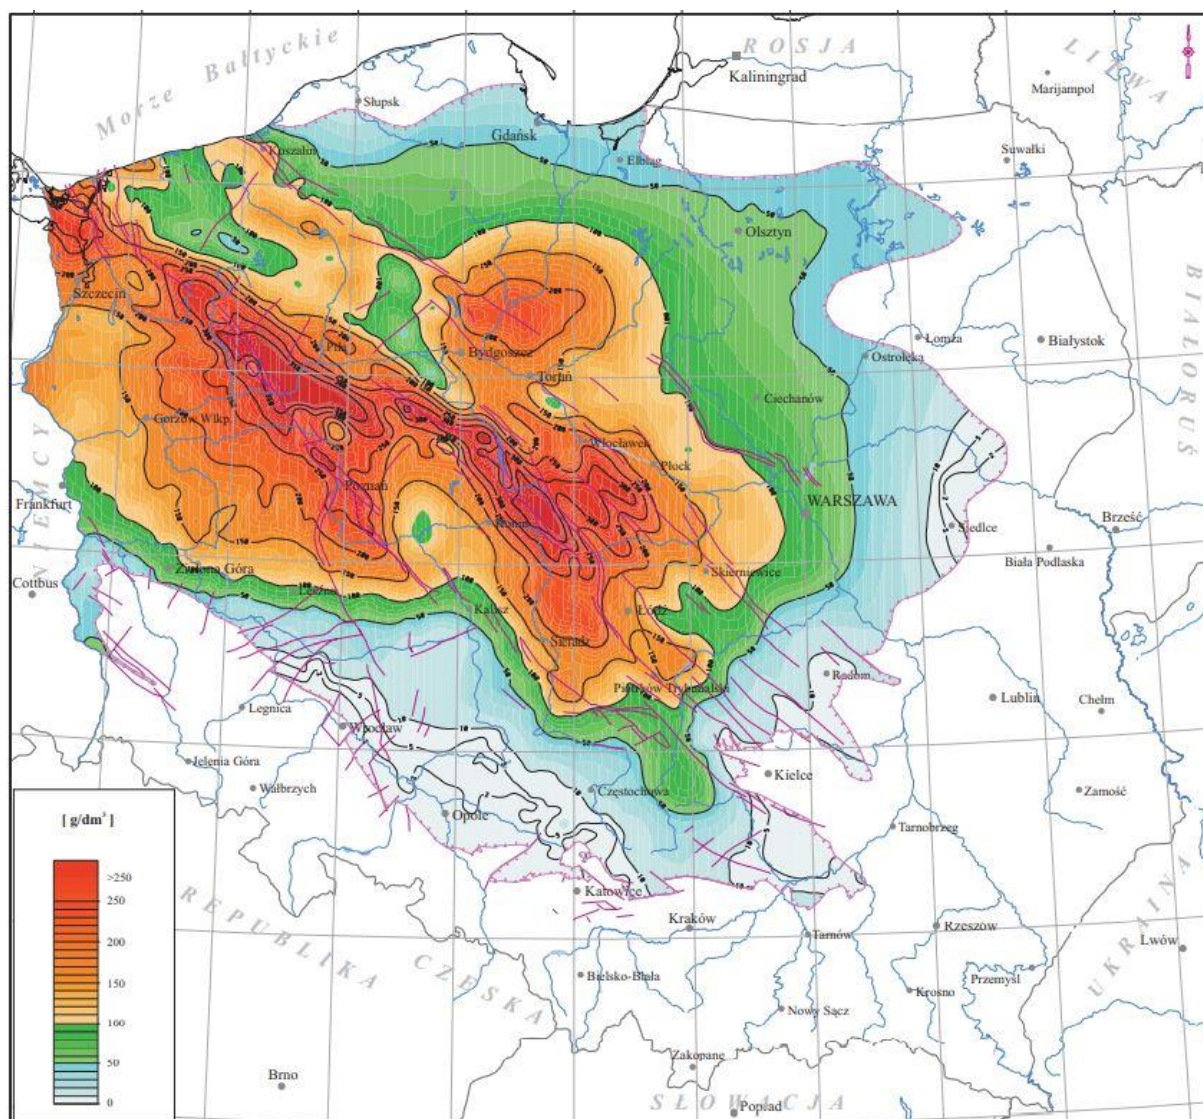 Morze Bałtyckie
ROSJA
LITWA
Kaliningrad
Marijampol
Słupsk
Gdańsk
Koszalin
Elbląg
Suwałki
Olsztyn
BIAŁORUŚ
Szczecin
Piła
Bydgoszcz
Toruń
Łomża
Białystok
Ostrołęka
Ciechanów
Gorzów Wlkp.
Włocławek
Płock
NIEMCY
Frankfurt
Poznań
Konin
WARSZAWA
Siedlce
Brześć
Biała Podlaska
Cottbus
Zielona Góra
Leszno
Kalisz
Skierniewice
Łódź
Sieradz
Piotrków Trybunalski
Radom
Lublin
Chełm
Legnica
Wrocław
Jelenia Góra
Wałbrzych
Kielce
Częstochowa
Zamość
Opole
Tarnobrzeg
[ g/dm³ ]
>250
250
200
150
100
50
0
REPUBLIKA CZESKA
Katowice
Kraków
Tarnów
Rzeszów
Lwów
UKRAINA
Bielsko-Biała
Przemyśl
Krosno
Nowy Sącz
Zakopane
Brno
SŁOWACJA
Poprad